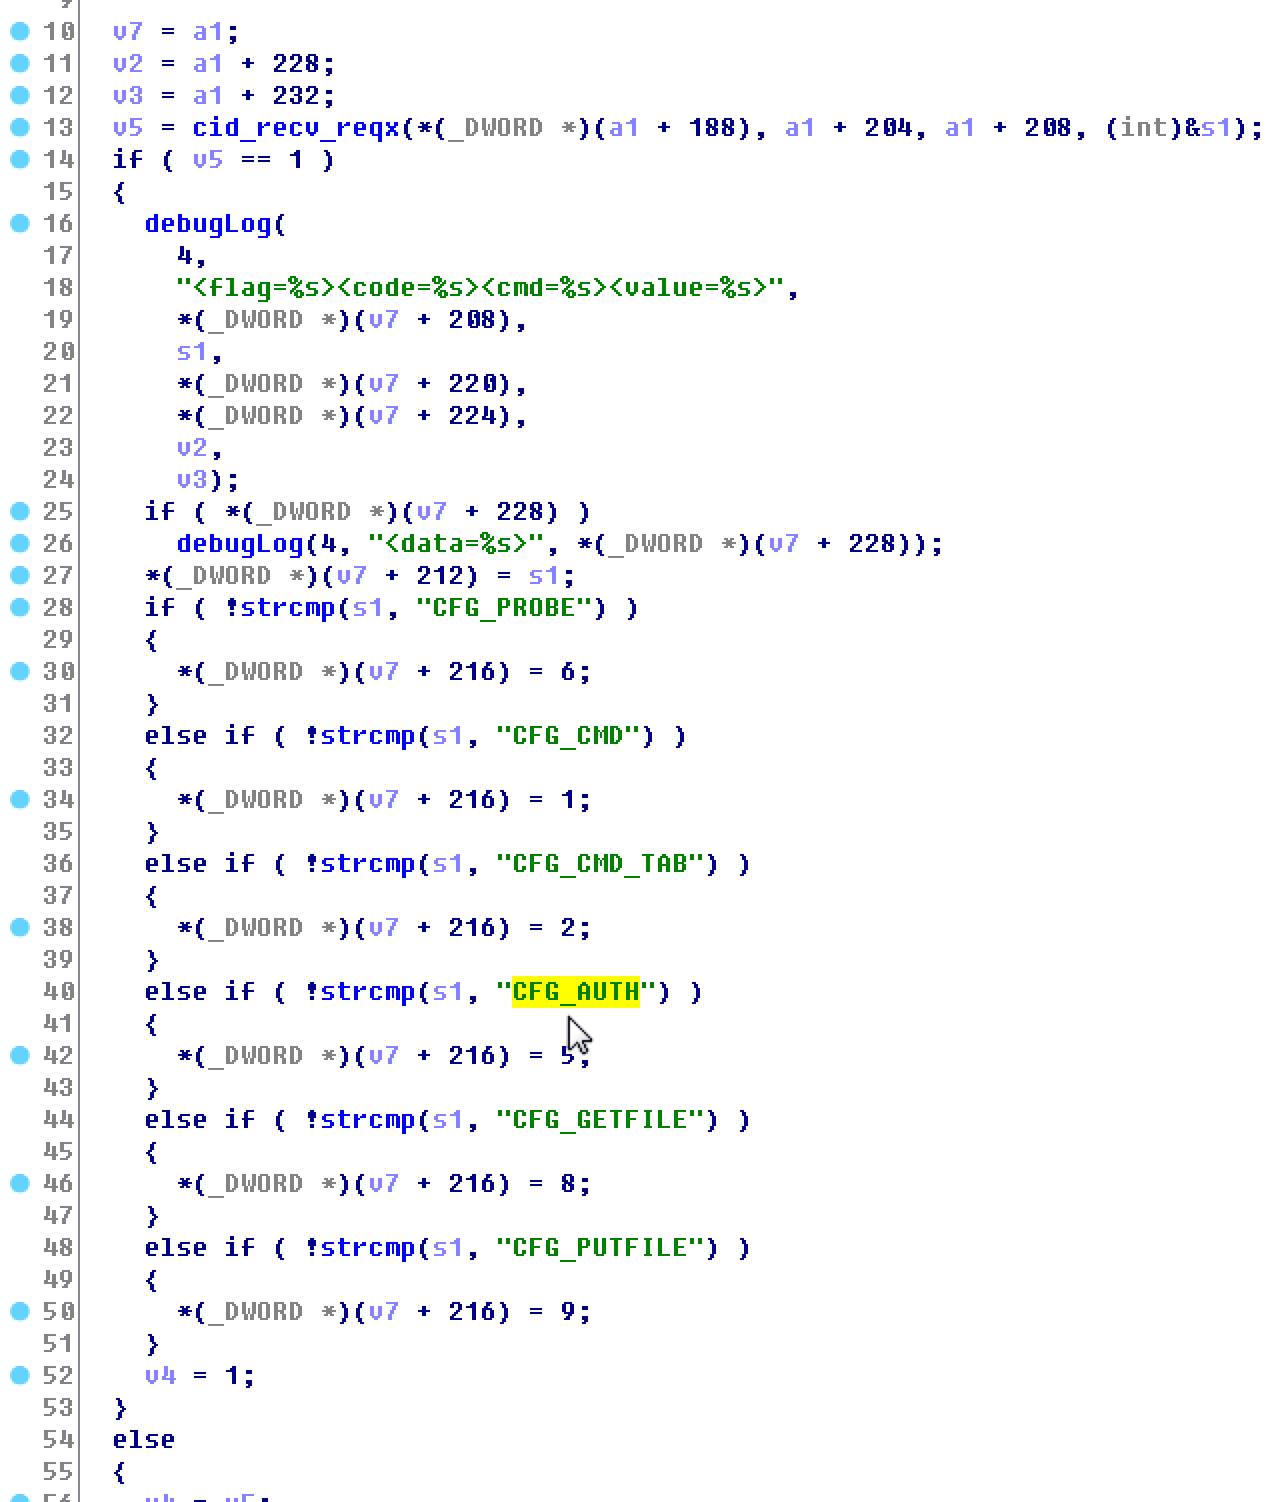 10 v7 = a1;
11 v2 = a1 + 228;
12 v3 = a1 + 232;
13 v5 = cid_recv_reqx(*(_DWORD *)(a1 + 188), a1 + 204, a1 + 208, (int)&s1);
14 if ( v5 == 1 )
15 {
16 debugLog(
17 4,
18 "<flag=%s><code=%s><cmd=%s><value=%s>",
19 *(_DWORD *)(v7 + 208),
20 s1,
21 *(_DWORD *)(v7 + 220),
22 *(_DWORD *)(v7 + 224),
23 v2,
24 v3);
25 if ( *(_DWORD *)(v7 + 228) )
26 debugLog(4, "<data=%s>", *(_DWORD *)(v7 + 228));
27 *(_DWORD *)(v7 + 212) = s1;
28 if ( !strcmp(s1, "CFG_PROBE") )
29 {
30 *(_DWORD *)(v7 + 216) = 6;
31 }
32 else if ( !strcmp(s1, "CFG_CMD") )
33 {
34 *(_DWORD *)(v7 + 216) = 1;
35 }
36 else if ( !strcmp(s1, "CFG_CMD_TAB") )
37 {
38 *(_DWORD *)(v7 + 216) = 2;
39 }
40 else if ( !strcmp(s1, "CFG_AUTH") )
41 {
42 *(_DWORD *)(v7 + 216) = 5;
43 }
44 else if ( !strcmp(s1, "CFG_GETFILE") )
45 {
46 *(_DWORD *)(v7 + 216) = 8;
47 }
48 else if ( !strcmp(s1, "CFG_PUTFILE") )
49 {
50 *(_DWORD *)(v7 + 216) = 9;
51 }
52 v4 = 1;
53 }
54 else
55 {